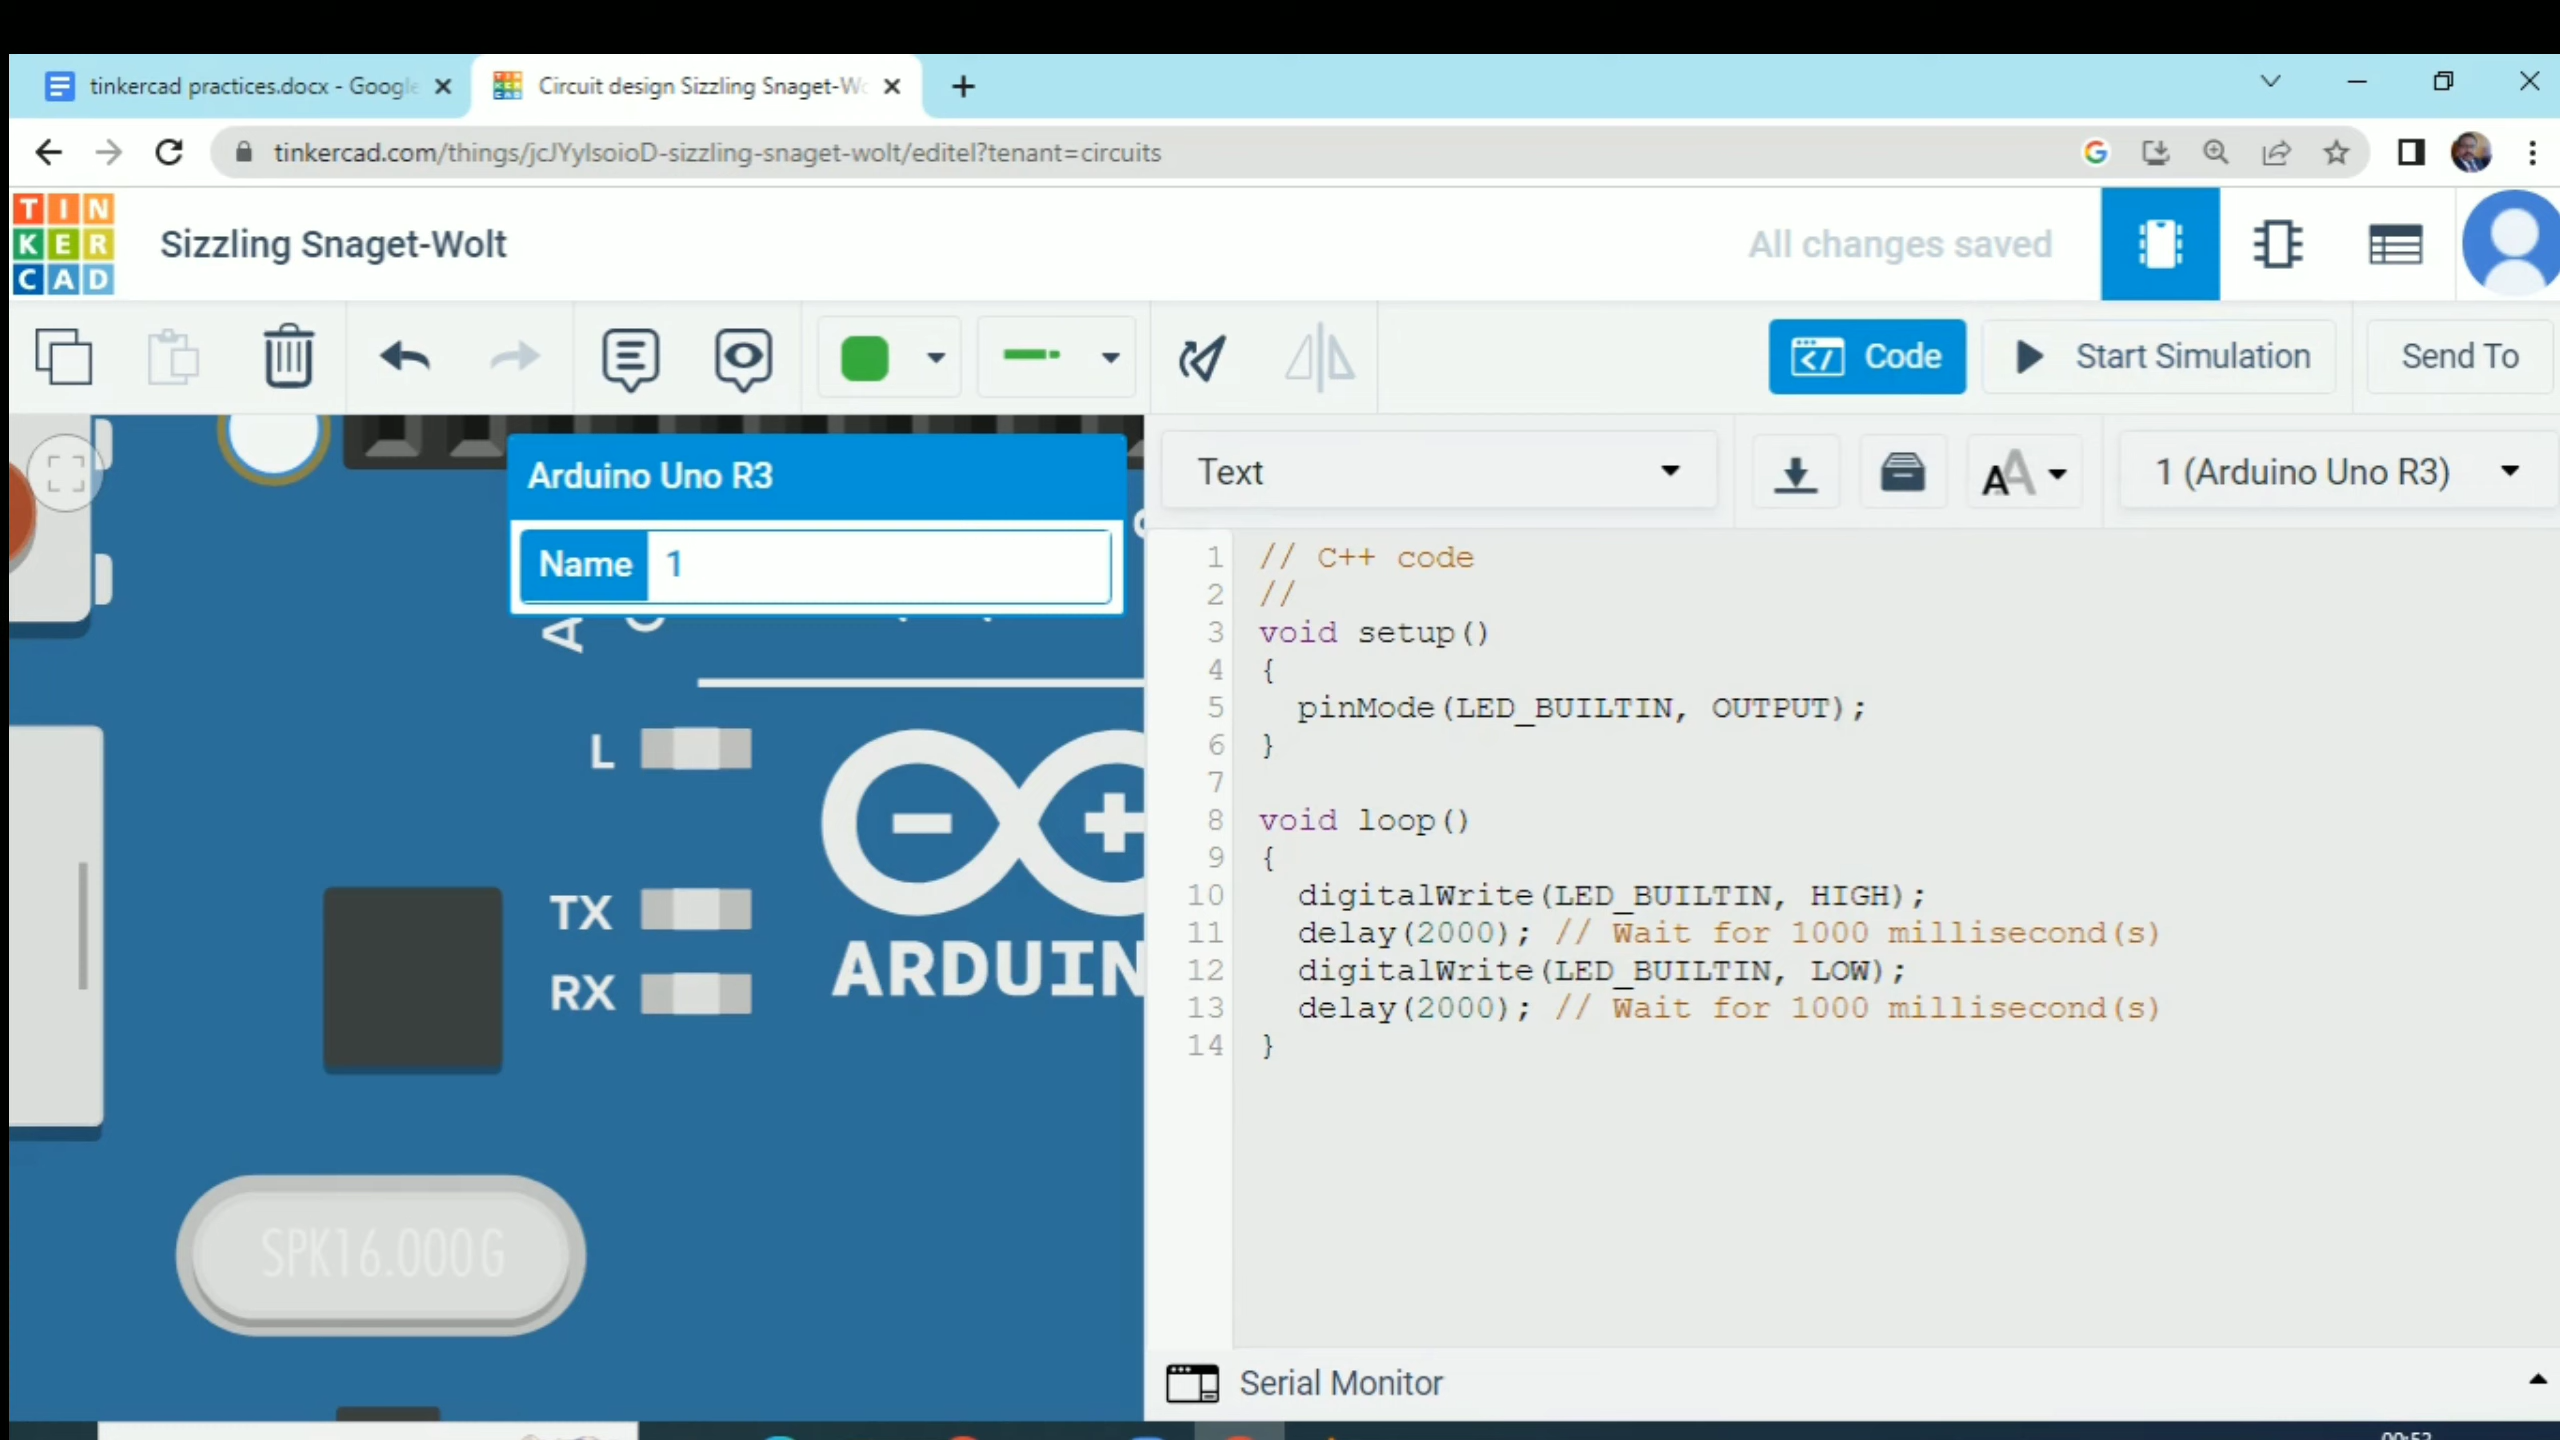 tinkercad practices.docx - Google
Circuit design Sizzling Snaget-Wo
tinkercad.com/things/jcJYylsoioD-sizzling-snaget-wolt/editel?tenant=circuits
TIN
KER
CAD
Sizzling Snaget-Wolt
All changes saved
Code
Start Simulation
Send To
Arduino Uno R3
Name 1
Text
1 (Arduino Uno R3)
A
L
TX
RX
ARDUIN
SPK16.000G
1 // C++ code
2 //
3 void setup()
4 {
5 pinMode(LED_BUILTIN, OUTPUT);
6 }
7
8 void loop()
9 {
10 digitalWrite(LED_BUILTIN, HIGH);
11 delay(2000); // Wait for 1000 millisecond(s)
12 digitalWrite(LED_BUILTIN, LOW);
13 delay(2000); // Wait for 1000 millisecond(s)
14 }
Serial Monitor